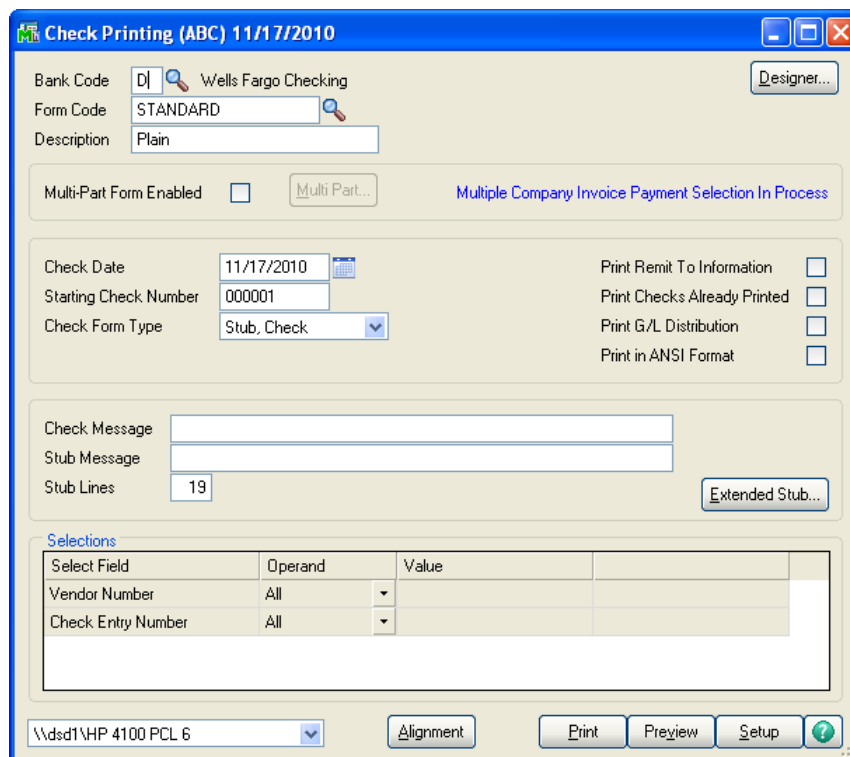 Check Printing (ABC) 11/17/2010
Bank Code D Wells Fargo Checking Designer...
Form Code STANDARD
Description Plain
Multi-Part Form Enabled Multi Part... Multiple Company Invoice Payment Selection In Process
Check Date 11/17/2010 Print Remit To Information
Starting Check Number 000001 Print Checks Already Printed
Check Form Type Stub, Check Print G/L Distribution
Print in ANSI Format
Check Message
Stub Message
Stub Lines 19 Extended Stub...
Selections
Select Field Operand Value
Vendor Number All
Check Entry Number All
\\dsd1\HP 4100 PCL 6 Alignment Print Preview Setup ?